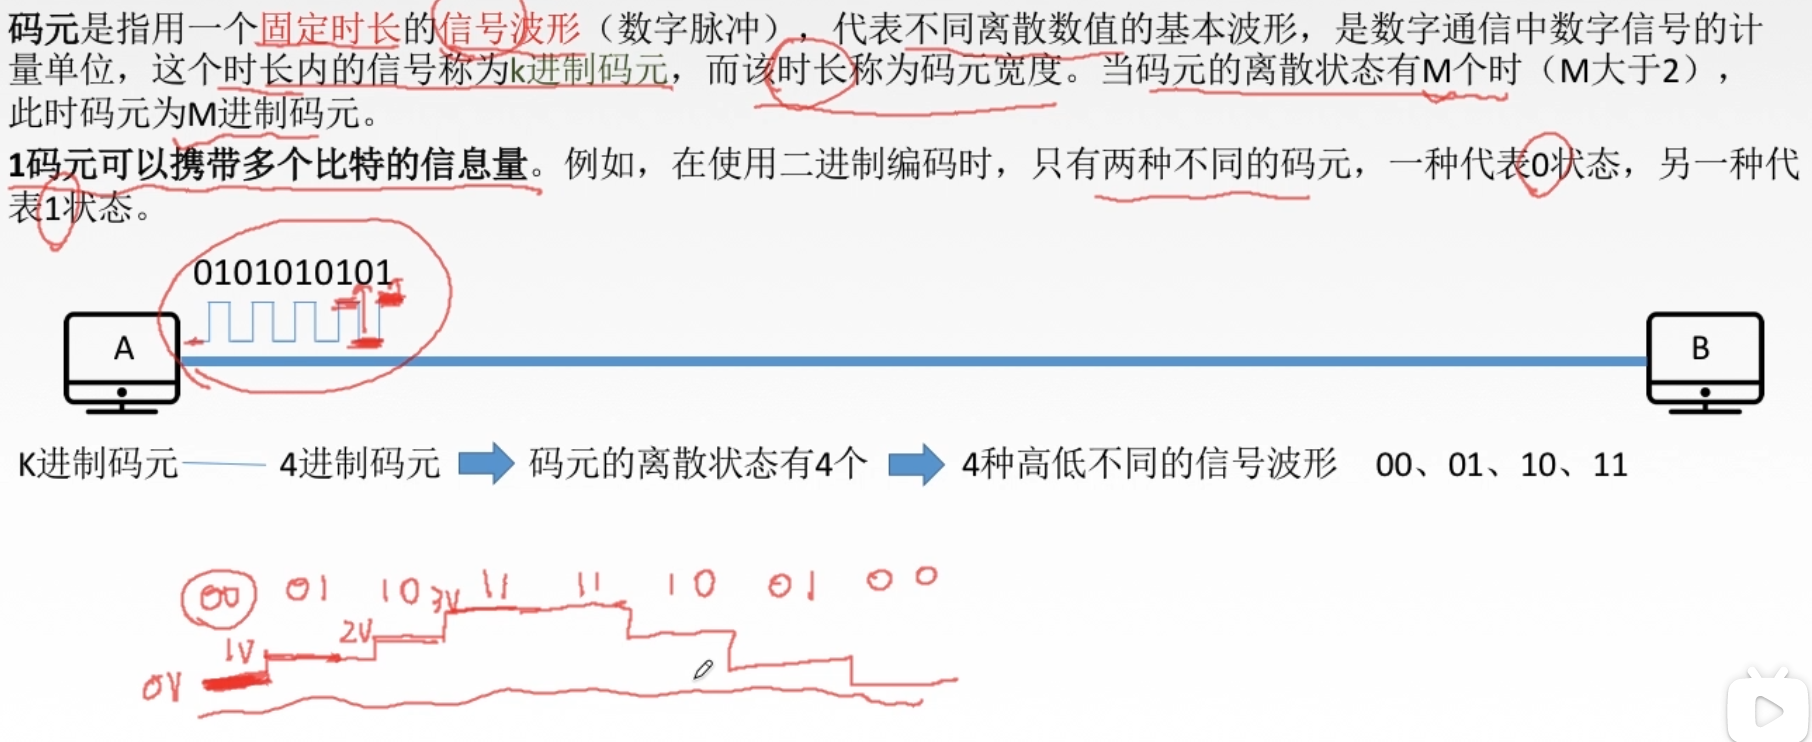 码元是指用一个固定时长的信号波形（数字脉冲），代表不同离散数值的基本波形，是数字通信中数字信号的计
量单位，这个时长内的信号称为k进制码元，而该时长称为码元宽度。当码元的离散状态有M个时（M大于2），
此时码元为M进制码元。
1码元可以携带多个比特的信息量。例如，在使用二进制编码时，只有两种不同的码元，一种代表0状态，另一种代
表1状态。
0101010101
A
B
K进制码元 4进制码元 码元的离散状态有4个 4种高低不同的信号波形 00、01、10、11
00 01 10 11 11 10 01 00
3V
2V
1V
0V